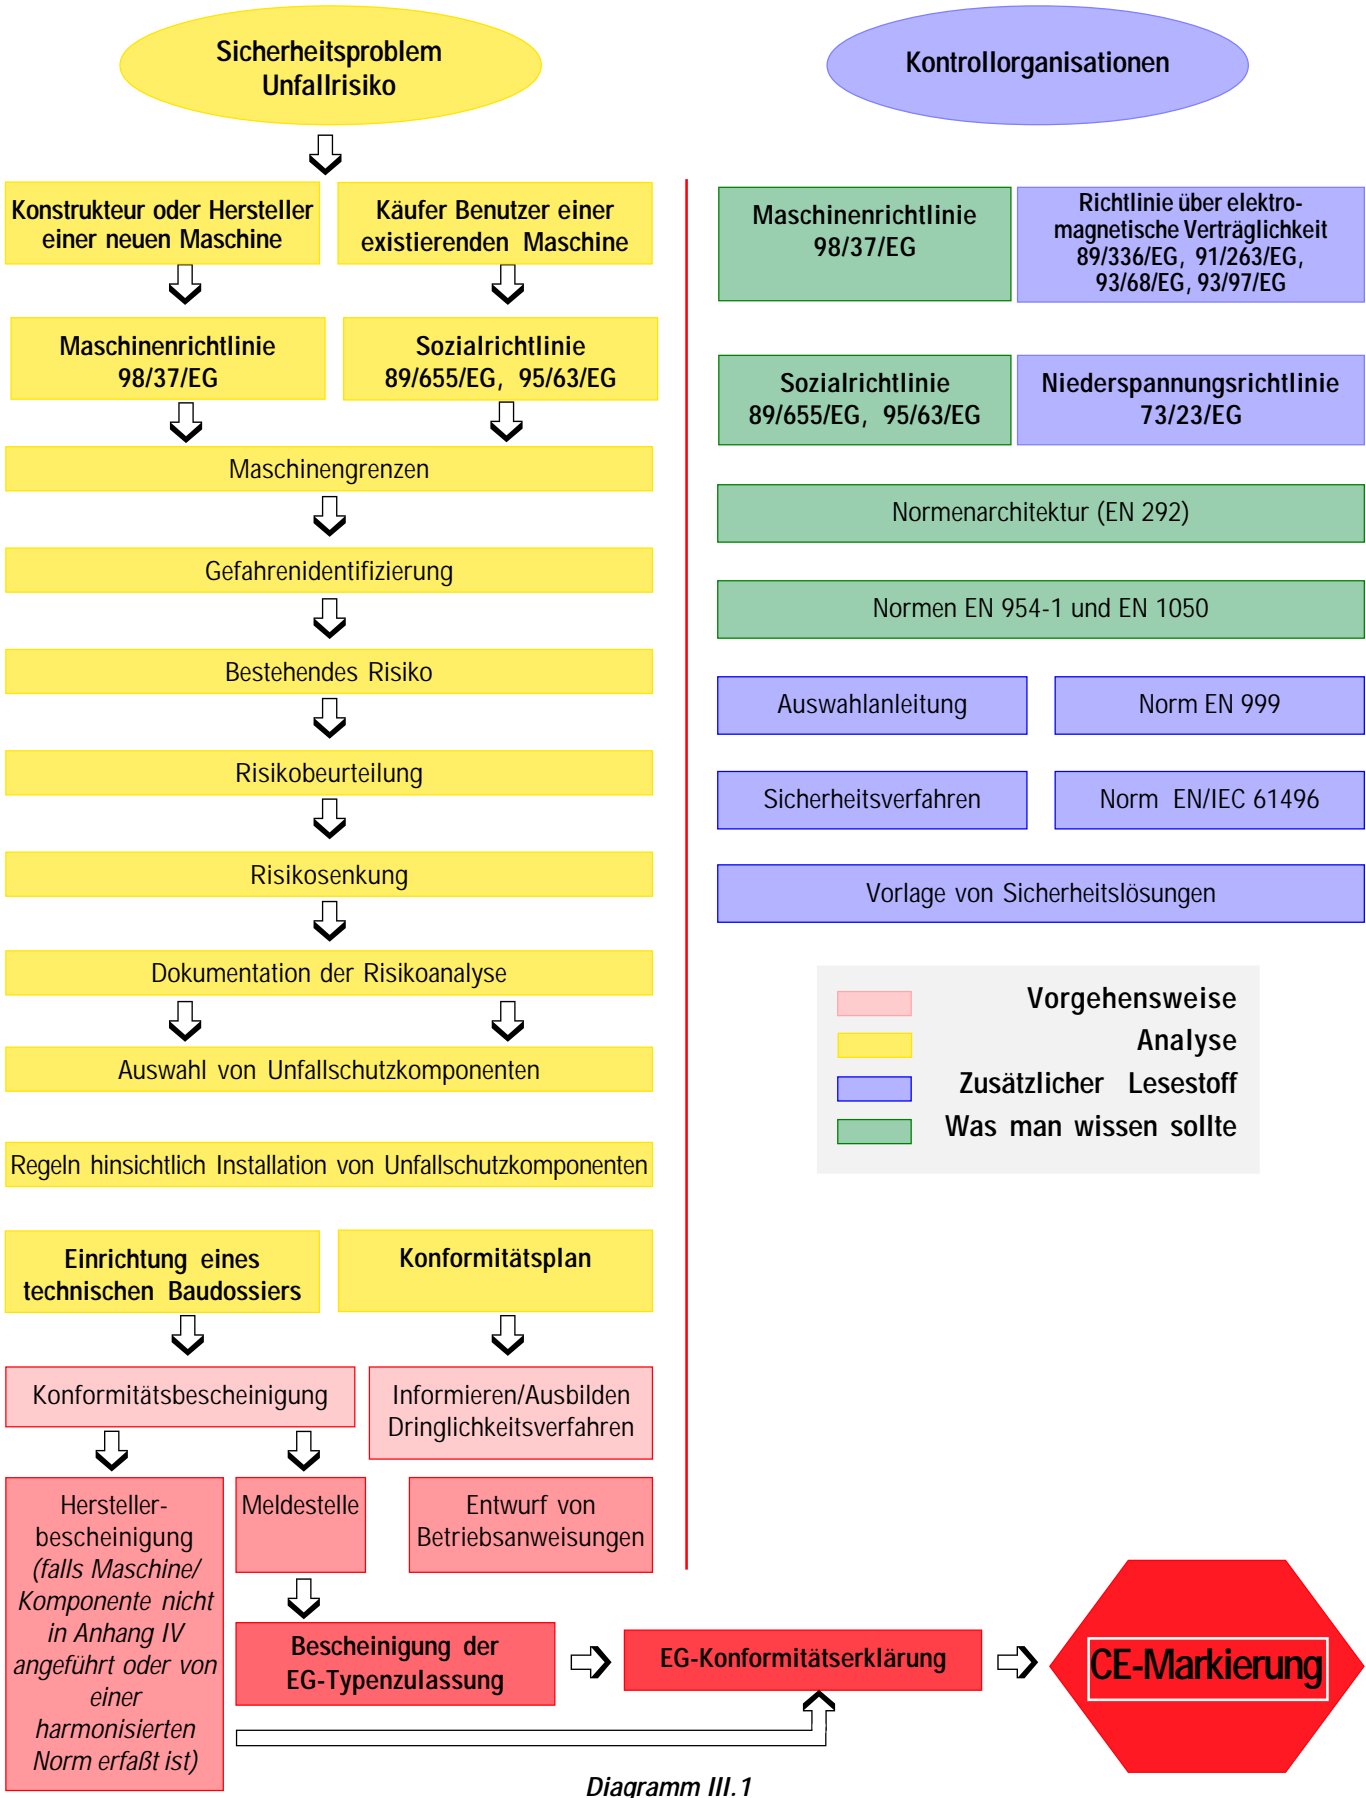 Sicherheitsproblem
Unfallrisiko
Konstrukteur oder Hersteller
einer neuen Maschine
Käufer Benutzer einer
existierenden Maschine
Maschinenrichtlinie
98/37/EG
Sozialrichtlinie
89/655/EG, 95/63/EG
Maschinengrenzen
Gefahrenidentifizierung
Bestehendes Risiko
Risikobeurteilung
Risikosenkung
Dokumentation der Risikoanalyse
Auswahl von Unfallschutzkomponenten
Regeln hinsichtlich Installation von Unfallschutzkomponenten
Einrichtung eines
technischen Baudossiers
Konformitätsplan
Konformitätsbescheinigung
Informieren/Ausbilden
Dringlichkeitsverfahren
Hersteller-
bescheinigung
(falls Maschine/
Komponente nicht
in Anhang IV
angeführt oder von
einer
harmonisierten
Norm erfaßt ist)
Meldestelle
Entwurf von
Betriebsanweisungen
Bescheinigung der
EG-Typenzulassung
EG-Konformitätserklärung
CE-Markierung
Kontrollorganisationen
Maschinenrichtlinie
98/37/EG
Richtlinie über elektro-
magnetische Verträglichkeit
89/336/EG, 91/263/EG,
93/68/EG, 93/97/EG
Sozialrichtlinie
89/655/EG, 95/63/EG
Niederspannungsrichtlinie
73/23/EG
Normenarchitektur (EN 292)
Normen EN 954-1 und EN 1050
Auswahlanleitung
Norm EN 999
Sicherheitsverfahren
Norm EN/IEC 61496
Vorlage von Sicherheitslösungen
Vorgehensweise
Analyse
Zusätzlicher Lesestoff
Was man wissen sollte
Diagramm III.1